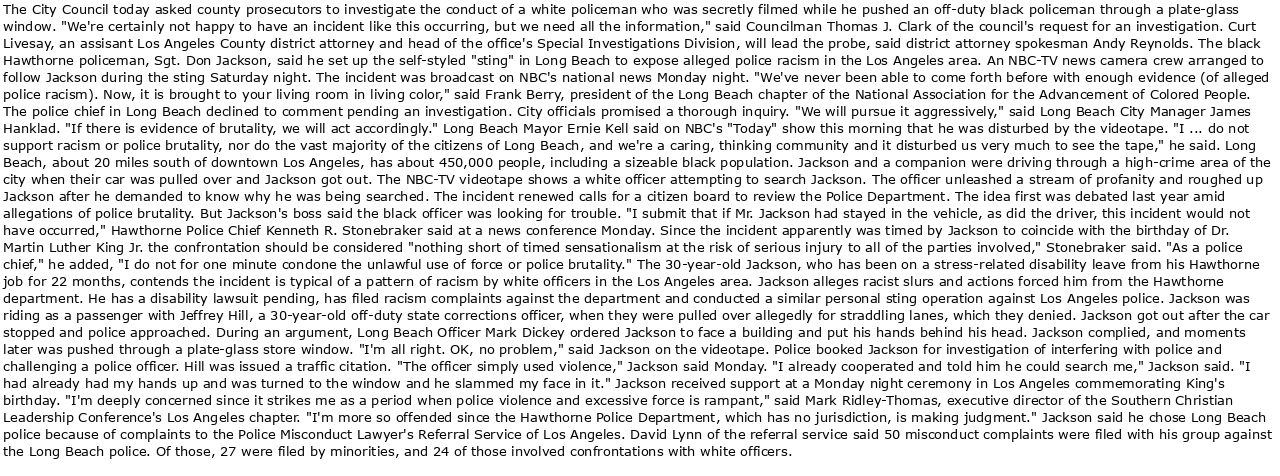 The City Council today asked county prosecutors to investigate the conduct of a white policeman who was secretly filmed while he pushed an off-duty black policeman through a plate-glass
window. "We're certainly not happy to have an incident like this occurring, but we need all the information," said Councilman Thomas J. Clark of the council's request for an investigation. Curt
Livesay, an assisant Los Angeles County district attorney and head of the office's Special Investigations Division, will lead the probe, said district attorney spokesman Andy Reynolds. The black
Hawthorne policeman, Sgt. Don Jackson, said he set up the self-styled "sting" in Long Beach to expose alleged police racism in the Los Angeles area. An NBC-TV news camera crew arranged to
follow Jackson during the sting Saturday night. The incident was broadcast on NBC's national news Monday night. "We've never been able to come forth before with enough evidence (of alleged
police racism). Now, it is brought to your living room in living color," said Frank Berry, president of the Long Beach chapter of the National Association for the Advancement of Colored People.
The police chief in Long Beach declined to comment pending an investigation. City officials promised a thorough inquiry. "We will pursue it aggressively," said Long Beach City Manager James
Hanklad. "If there is evidence of brutality, we will act accordingly." Long Beach Mayor Ernie Kell said on NBC's "Today" show this morning that he was disturbed by the videotape. "I ... do not
support racism or police brutality, nor do the vast majority of the citizens of Long Beach, and we're a caring, thinking community and it disturbed us very much to see the tape," he said. Long
Beach, about 20 miles south of downtown Los Angeles, has about 450,000 people, including a sizeable black population. Jackson and a companion were driving through a high-crime area of the
city when their car was pulled over and Jackson got out. The NBC-TV videotape shows a white officer attempting to search Jackson. The officer unleashed a stream of profanity and roughed up
Jackson after he demanded to know why he was being searched. The incident renewed calls for a citizen board to review the Police Department. The idea first was debated last year amid
allegations of police brutality. But Jackson's boss said the black officer was looking for trouble. "I submit that if Mr. Jackson had stayed in the vehicle, as did the driver, this incident would not
have occurred," Hawthorne Police Chief Kenneth R. Stonebraker said at a news conference Monday. Since the incident apparently was timed by Jackson to coincide with the birthday of Dr.
Martin Luther King Jr. the confrontation should be considered "nothing short of timed sensationalism at the risk of serious injury to all of the parties involved," Stonebraker said. "As a police
chief," he added, "I do not for one minute condone the unlawful use of force or police brutality." The 30-year-old Jackson, who has been on a stress-related disability leave from his Hawthorne
job for 22 months, contends the incident is typical of a pattern of racism by white officers in the Los Angeles area. Jackson alleges racist slurs and actions forced him from the Hawthorne
department. He has a disability lawsuit pending, has filed racism complaints against the department and conducted a similar personal sting operation against Los Angeles police. Jackson was
riding as a passenger with Jeffrey Hill, a 30-year-old off-duty state corrections officer, when they were pulled over allegedly for straddling lanes, which they denied. Jackson got out after the car
stopped and police approached. During an argument, Long Beach Officer Mark Dickey ordered Jackson to face a building and put his hands behind his head. Jackson complied, and moments
later was pushed through a plate-glass store window. "I'm all right. OK, no problem," said Jackson on the videotape. Police booked Jackson for investigation of interfering with police and
challenging a police officer. Hill was issued a traffic citation. "The officer simply used violence," Jackson said Monday. "I already cooperated and told him he could search me," Jackson said. "I
had already had my hands up and was turned to the window and he slammed my face in it." Jackson received support at a Monday night ceremony in Los Angeles commemorating King's
birthday. "I'm deeply concerned since it strikes me as a period when police violence and excessive force is rampant," said Mark Ridley-Thomas, executive director of the Southern Christian
Leadership Conference's Los Angeles chapter. "I'm more so offended since the Hawthorne Police Department, which has no jurisdiction, is making judgment." Jackson said he chose Long Beach
police because of complaints to the Police Misconduct Lawyer's Referral Service of Los Angeles. David Lynn of the referral service said 50 misconduct complaints were filed with his group against
the Long Beach police. Of those, 27 were filed by minorities, and 24 of those involved confrontations with white officers.